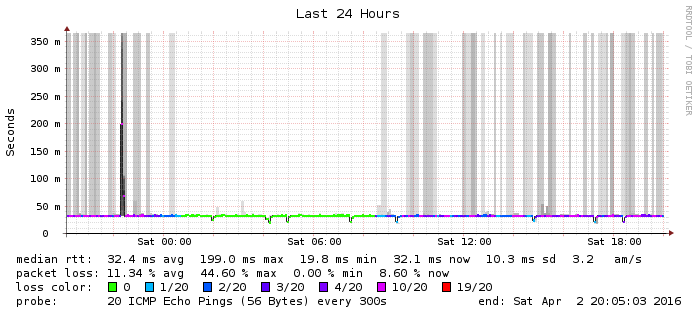 Last 24 Hours
RRDTOOL / TOBI OETIKER
Seconds
350 m
300 m
250 m
200 m
150 m
100 m
50 m
0
Sat 00:00 Sat 06:00 Sat 12:00 Sat 18:00
median rtt: 32.4 ms avg 199.0 ms max 19.8 ms min 32.1 ms now 10.3 ms sd 3.2 am/s
packet loss: 11.34 % avg 44.60 % max 0.00 % min 8.60 % now
loss color: 0 1/20 2/20 3/20 4/20 10/20 19/20
probe: 20 ICMP Echo Pings (56 Bytes) every 300s end: Sat Apr 2 20:05:03 2016